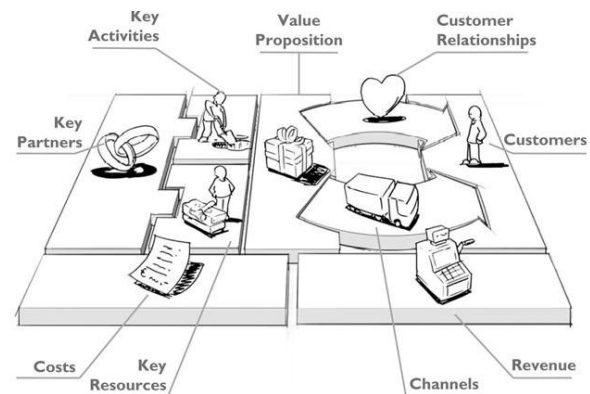 Key
Activities
Value
Proposition
Customer
Relationships
Key
Partners
Customers
Costs
Key
Resources
Channels
Revenue